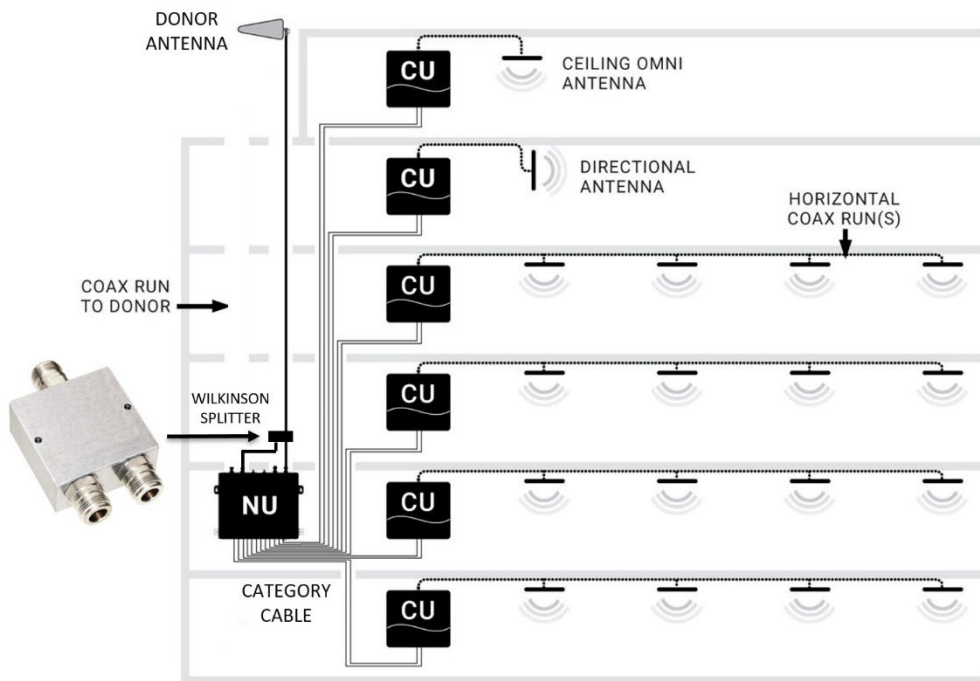 DONOR
ANTENNA
CU
CEILING OMNI
ANTENNA
CU
DIRECTIONAL
ANTENNA
HORIZONTAL
COAX RUN(S)
CU
COAX RUN
TO DONOR
CU
WILKINSON
SPLITTER
NU
CU
CATEGORY
CABLE
CU